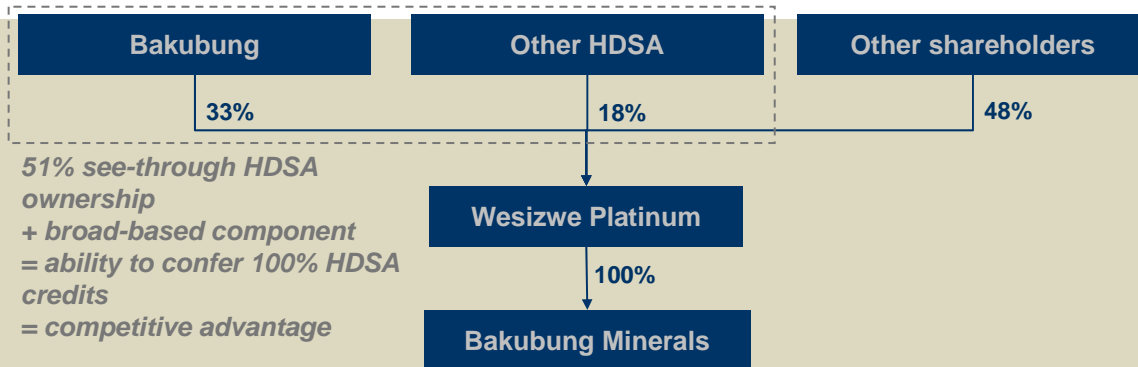 Bakubung
Other HDSA
Other shareholders
33%
18%
48%
51% see-through HDSA
ownership
+ broad-based component
= ability to confer 100% HDSA
credits
= competitive advantage
Wesizwe Platinum
100%
Bakubung Minerals